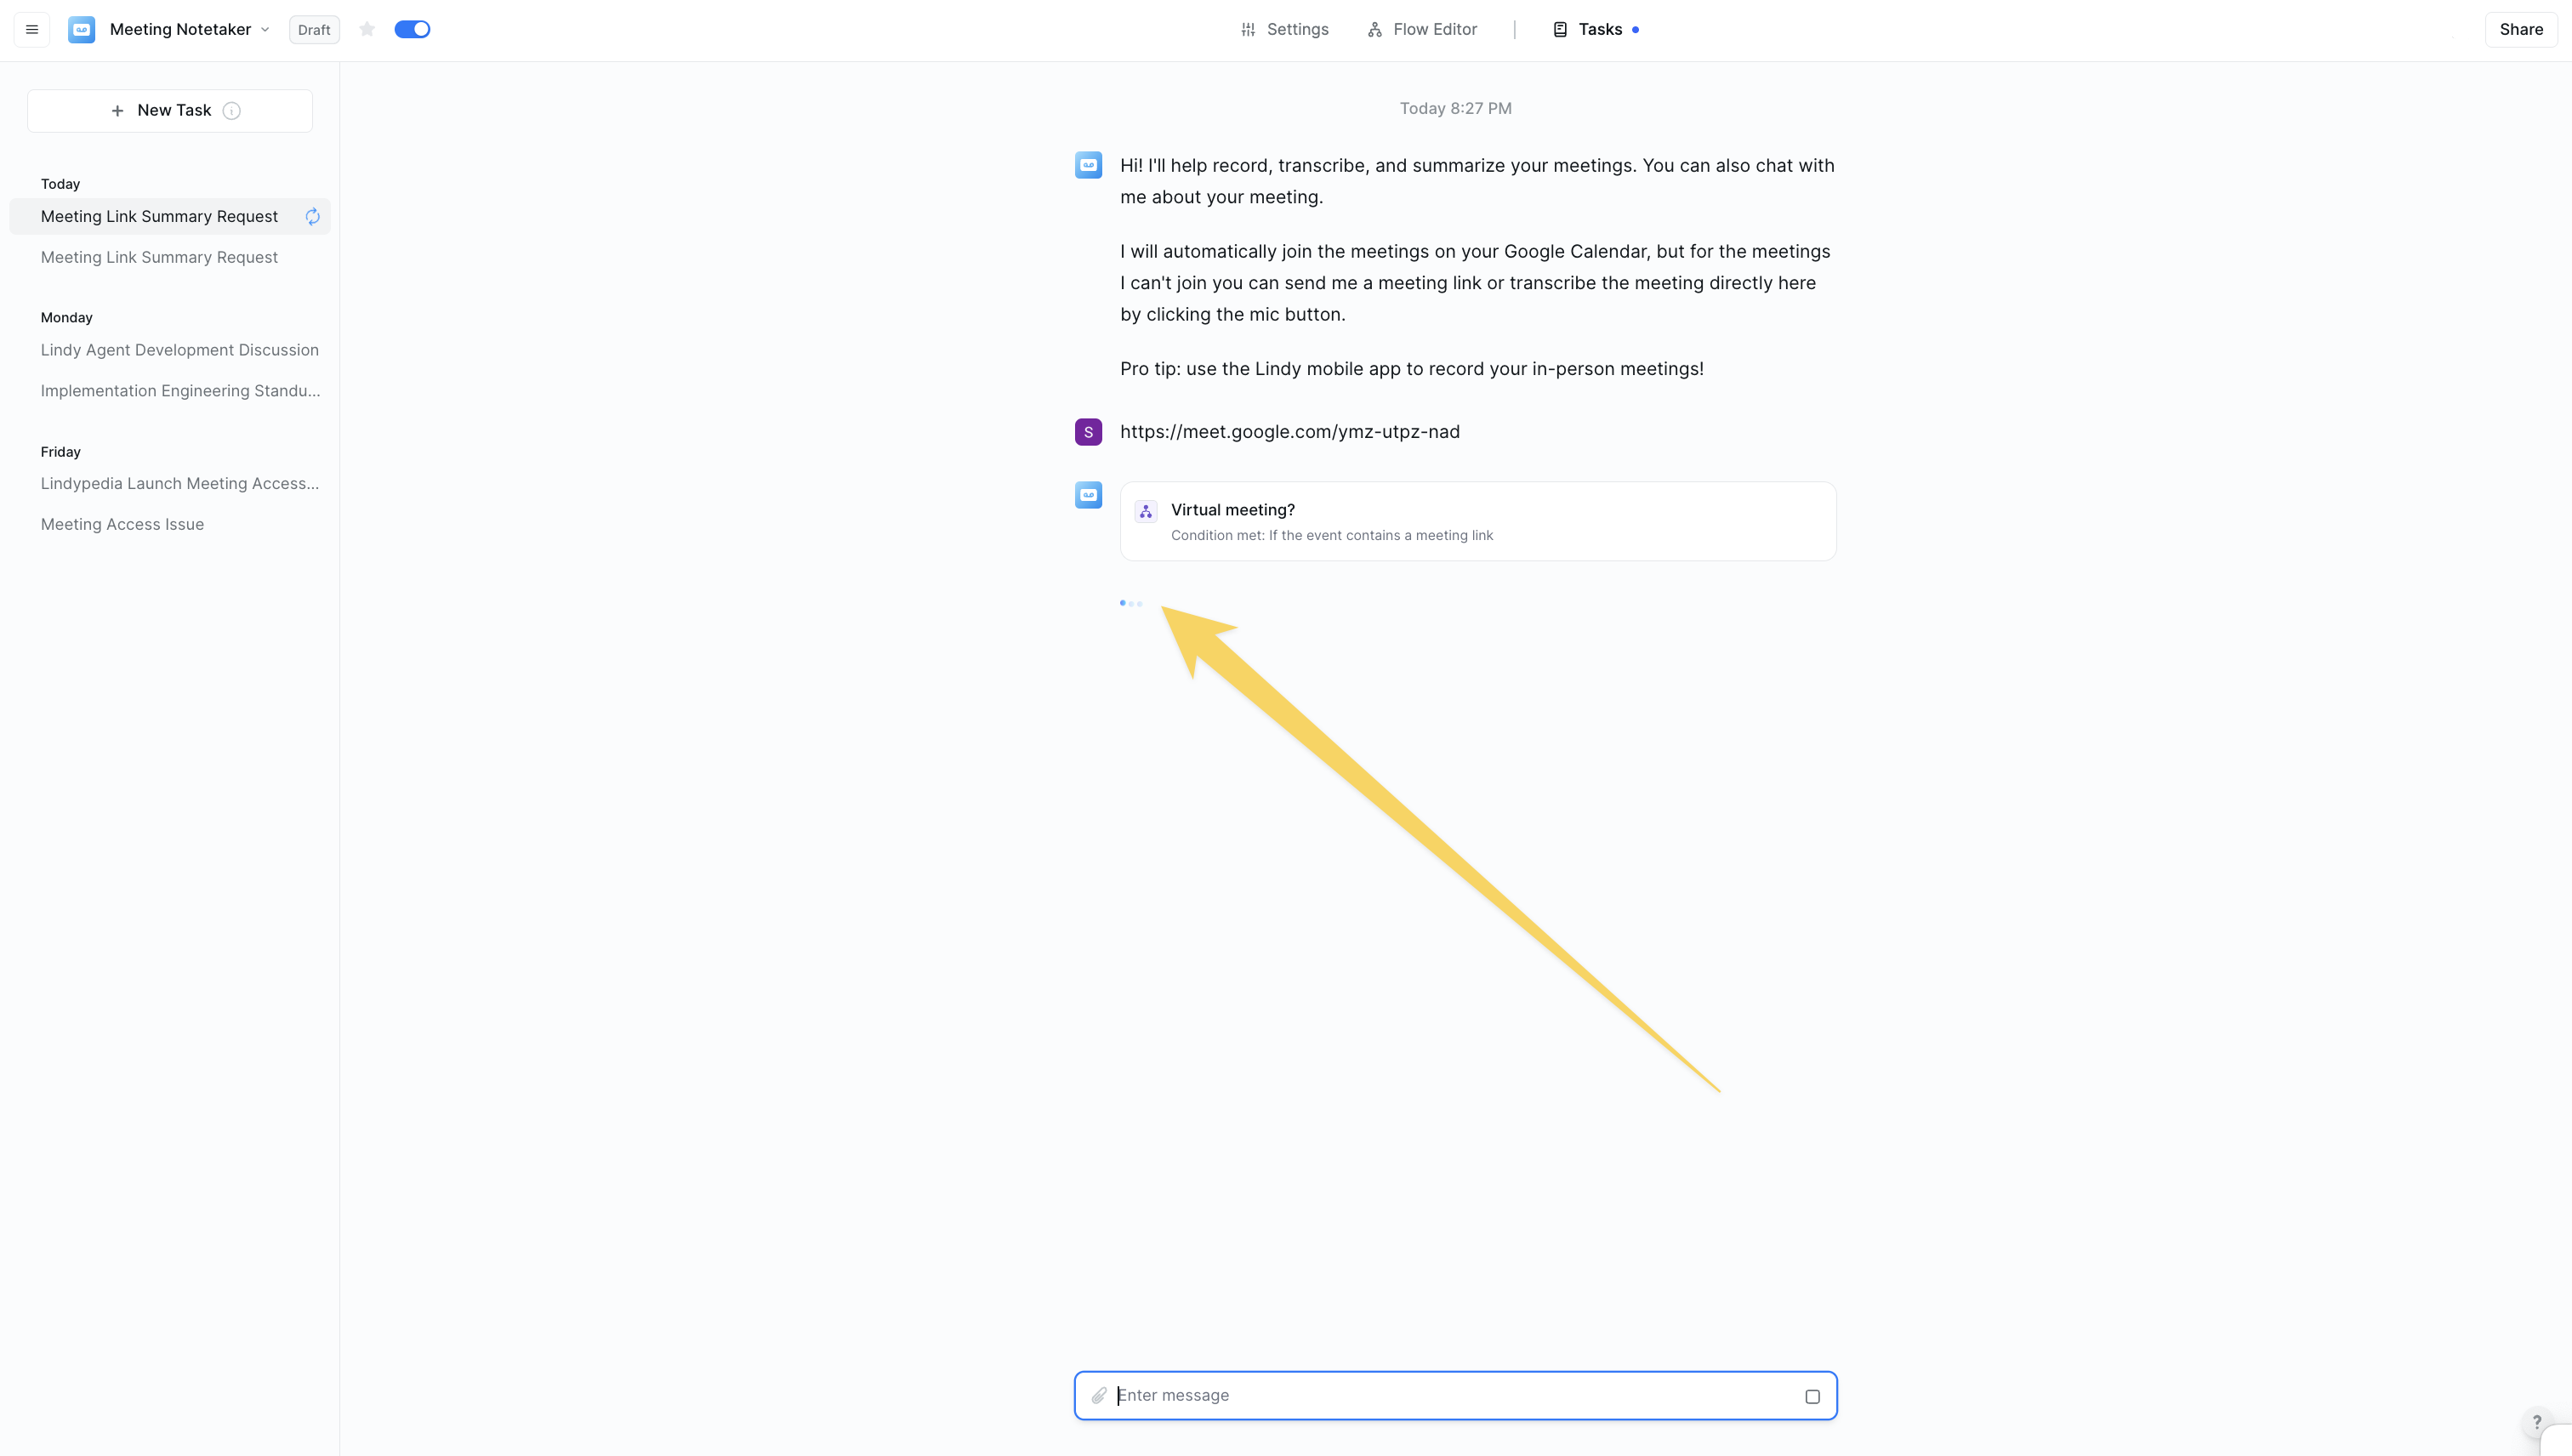 Meeting Notetaker
Draft
Settings
Flow Editor
Tasks
Share
New Task
Today
Meeting Link Summary Request
Meeting Link Summary Request
Monday
Lindy Agent Development Discussion
Implementation Engineering Standu...
Friday
Lindypedia Launch Meeting Access...
Meeting Access Issue
Today 8:27 PM
Hi! I'll help record, transcribe, and summarize your meetings. You can also chat with
me about your meeting.
I will automatically join the meetings on your Google Calendar, but for the meetings
I can't join you can send me a meeting link or transcribe the meeting directly here
by clicking the mic button.
Pro tip: use the Lindy mobile app to record your in-person meetings!
S
https://meet.google.com/ymz-utpz-nad
Virtual meeting?
Condition met: If the event contains a meeting link
Enter message
?